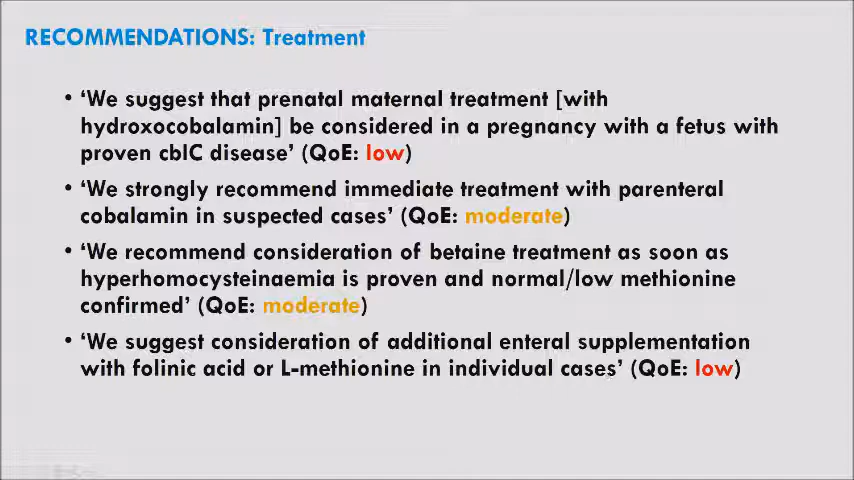 RECOMMENDATIONS: Treatment
• ‘We suggest that prenatal maternal treatment [with
hydroxocobalamin] be considered in a pregnancy with a fetus with
proven cblC disease’ (QoE: low)
• ‘We strongly recommend immediate treatment with parenteral
cobalamin in suspected cases’ (QoE: moderate)
• ‘We recommend consideration of betaine treatment as soon as
hyperhomocysteinaemia is proven and normal/low methionine
confirmed’ (QoE: moderate)
• ‘We suggest consideration of additional enteral supplementation
with folinic acid or L-methionine in individual cases’ (QoE: low)